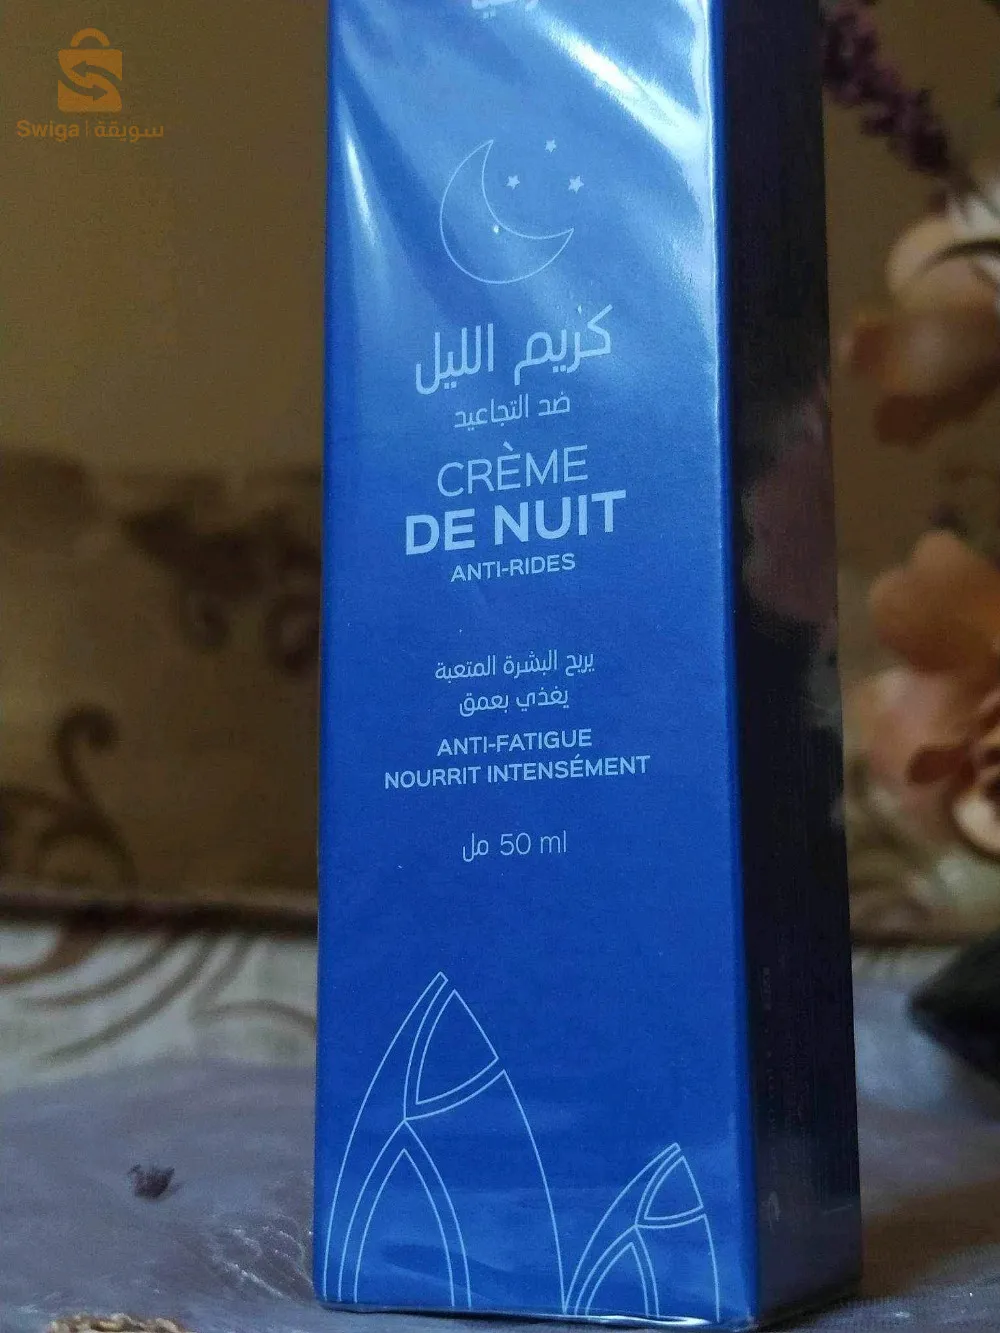 Swiga | سويقة
كريم الليل
ضد التجاعيد
CRÈME
DE NUIT
ANTI-RIDES
يريح البشرة المتعبة
يغذي بعمق
ANTI-FATIGUE
NOURRIT INTENSÉMENT
50 ml مل